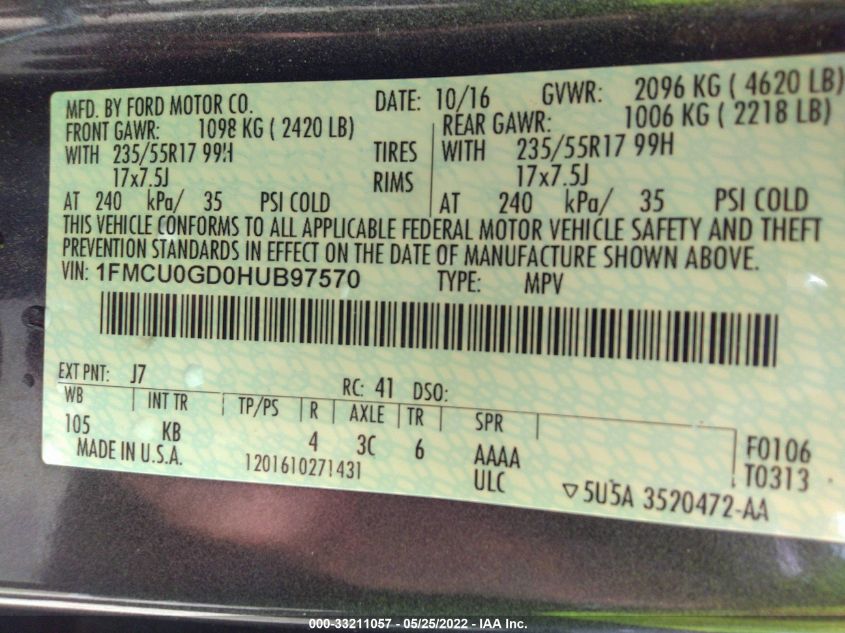 MFD. BY FORD MOTOR CO. DATE: 10/16 GVWR: 2096 KG ( 4620 LB)
FRONT GAWR: 1098 KG ( 2420 LB) REAR GAWR: 1006 KG ( 2218 LB)
WITH 235/55R17 99H TIRES WITH 235/55R17 99H
17x7.5J RIMS 17x7.5J
AT 240 kPa/ 35 PSI COLD AT 240 kPa/ 35 PSI COLD
THIS VEHICLE CONFORMS TO ALL APPLICABLE FEDERAL MOTOR VEHICLE SAFETY AND THEFT
PREVENTION STANDARDS IN EFFECT ON THE DATE OF MANUFACTURE SHOWN ABOVE.
VIN: 1FMCU0GD0HUB97570 TYPE: MPV
EXT PNT: J7 RC: 41 DSO:
WB INT TR TP/PS R AXLE TR SPR
105 KB 4 3C 6 AAAA F0106
MADE IN U.S.A. 1201610271431 ULC T0313
▽5U5A 3520472-AA
000-33211057 - 05/25/2022 - IAA Inc.